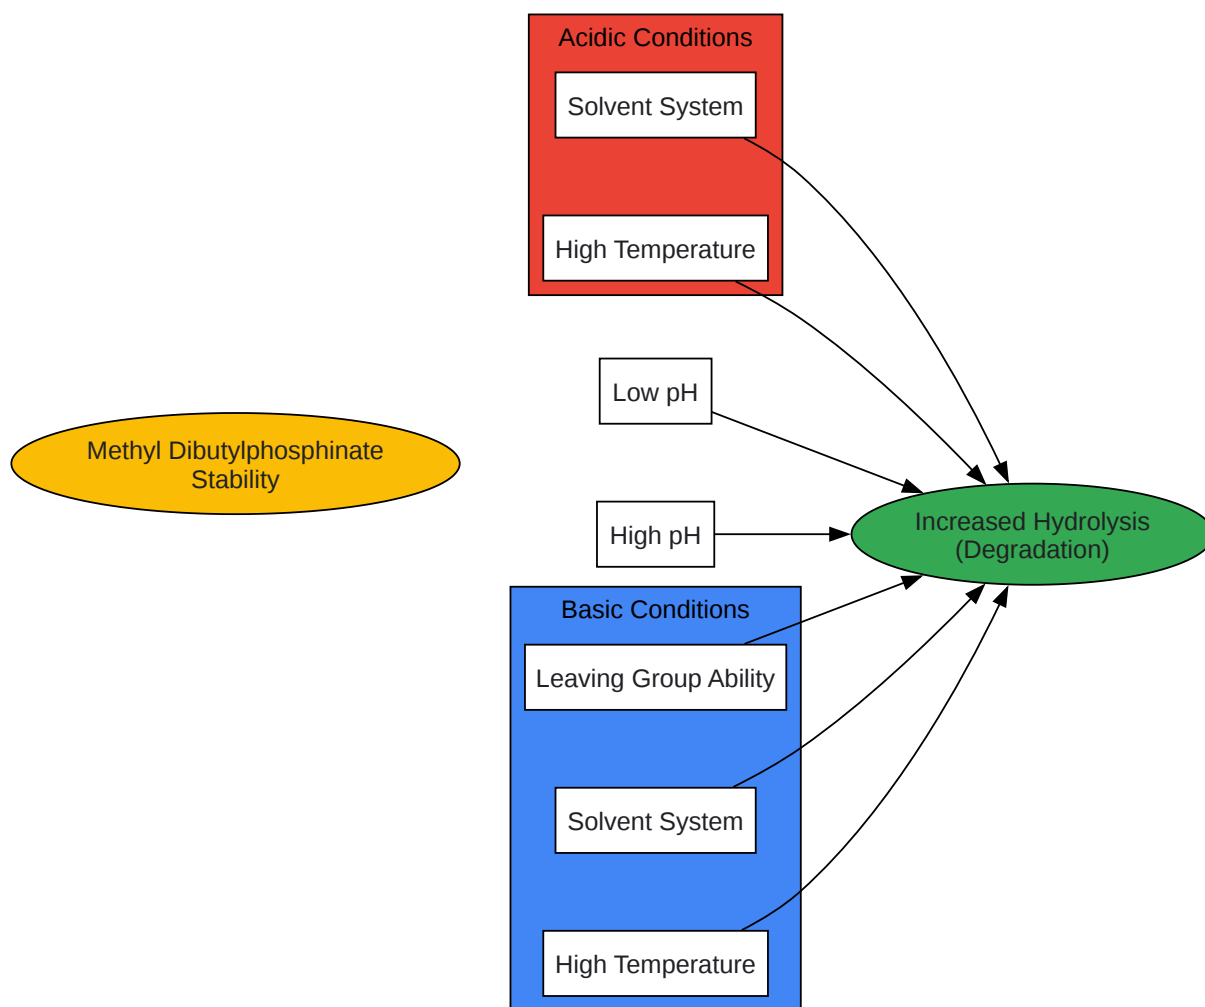 Acidic Conditions
Solvent System
High Temperature
Low pH
Methyl Dibutylphosphinate
Stability
High pH
Increased Hydrolysis
(Degradation)
Basic Conditions
Leaving Group Ability
Solvent System
High Temperature